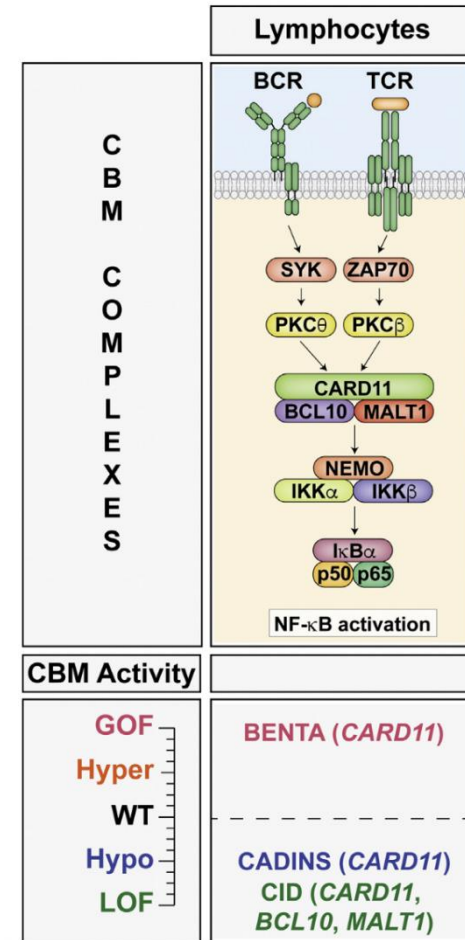 Lymphocytes
C
B
M
C
O
M
P
L
E
X
E
S
BCR TCR
SYK ZAP70
PKCθ PKCβ
CARD11
BCL10 MALT1
NEMO
IKKα IKKβ
IκBα
p50 p65
NF-κB activation
CBM Activity
GOF
Hyper
WT
Hypo
LOF
BENTA (CARD11)
CADINS (CARD11)
CID (CARD11,
BCL10, MALT1)